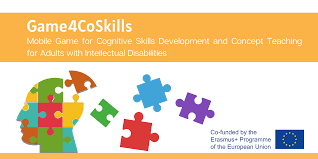 Game4CoSkills
Mobile Game for Cognitive Skills Development and Concept Teaching
for Adults with Intellectual Disabilities
Co-funded by the
Erasmus+ Programme
of the European Union